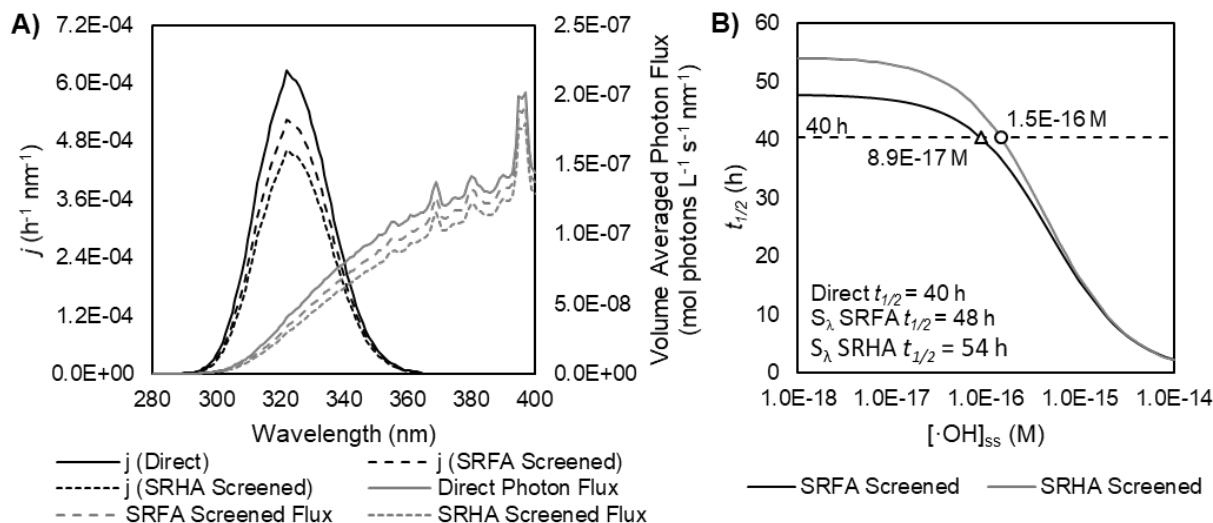 A)
7.2E-04
6.0E-04
4.8E-04
3.6E-04
2.4E-04
1.2E-04
0.0E+00
j (h⁻¹ nm⁻¹)
280 300 320 340 360 380 400
Wavelength (nm)
2.5E-07
2.0E-07
1.5E-07
1.0E-07
5.0E-08
0.0E+00
Volume Averaged Photon Flux
(mol photons L⁻¹ s⁻¹ nm⁻¹)
j (Direct)
j (SRFA Screened)
j (SRHA Screened)
Direct Photon Flux
SRFA Screened Flux
SRHA Screened Flux
B)
60
50
40
30
20
10
0
t₁/₂ (h)
40 h
1.5E-16 M
8.9E-17 M
Direct t₁/₂ = 40 h
Sλ SRFA t₁/₂ = 48 h
Sλ SRHA t₁/₂ = 54 h
1.0E-18 1.0E-17 1.0E-16 1.0E-15 1.0E-14
[·OH]ss (M)
SRFA Screened
SRHA Screened